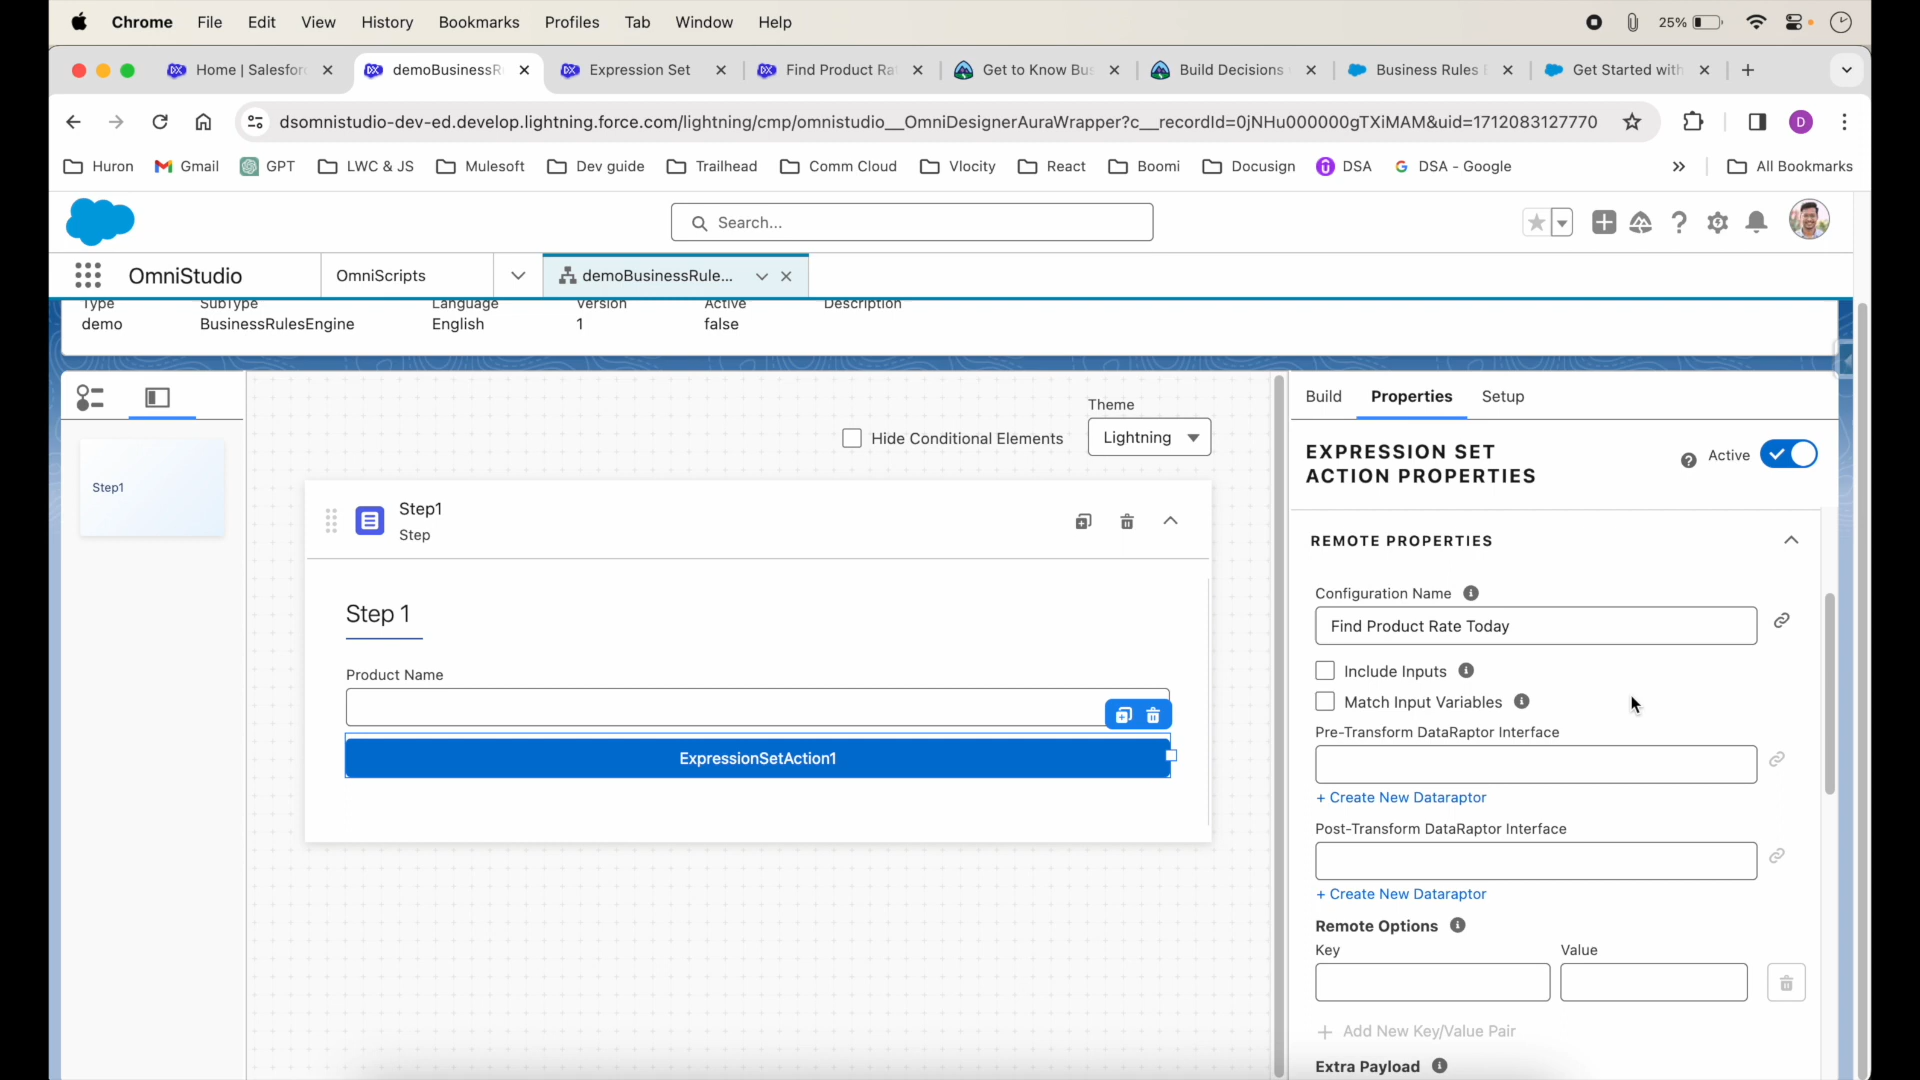 Chrome File Edit View History Bookmarks Profiles Tab Window Help 25%
Home | Salesforc demoBusinessR Expression Set Find Product Ra Get to Know Bus Build Decisions Business Rules E Get Started with
dsomnistudio-dev-ed.develop.lightning.force.com/lightning/cmp/omnistudio__OmniDesignerAuraWrapper?c__recordId=0jNHu000000gTXiMAM&uid=1712083127770 D
Huron Gmail GPT LWC & JS Mulesoft Dev guide Trailhead Comm Cloud Vlocity React Boomi Docusign DSA DSA - Google » All Bookmarks
Search...
OmniStudio OmniScripts demoBusinessRule...
Type SubType Language Version Active Description
demo BusinessRulesEngine English 1 false
Build Properties Setup
Theme
Hide Conditional Elements Lightning
EXPRESSION SET
ACTION PROPERTIES
Active
Step1
Step1
Step
REMOTE PROPERTIES
Configuration Name
Find Product Rate Today
Step 1
Include Inputs
Product Name
Match Input Variables
Pre-Transform DataRaptor Interface
ExpressionSetAction1
+ Create New Dataraptor
Post-Transform DataRaptor Interface
+ Create New Dataraptor
Remote Options
Key Value
+ Add New Key/Value Pair
Extra Payload